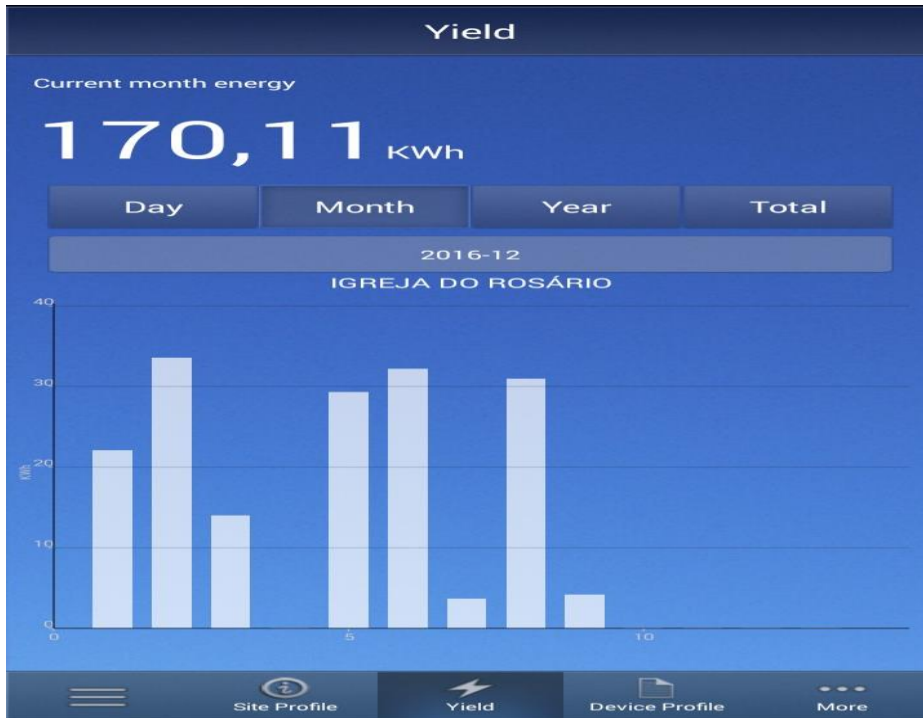 Yield
Current month energy
170,11 KWh
Day Month Year Total
2016-12
IGREJA DO ROSÁRIO
40
30
20
KWh
10
0
0 5 10
Site Profile Yield Device Profile More